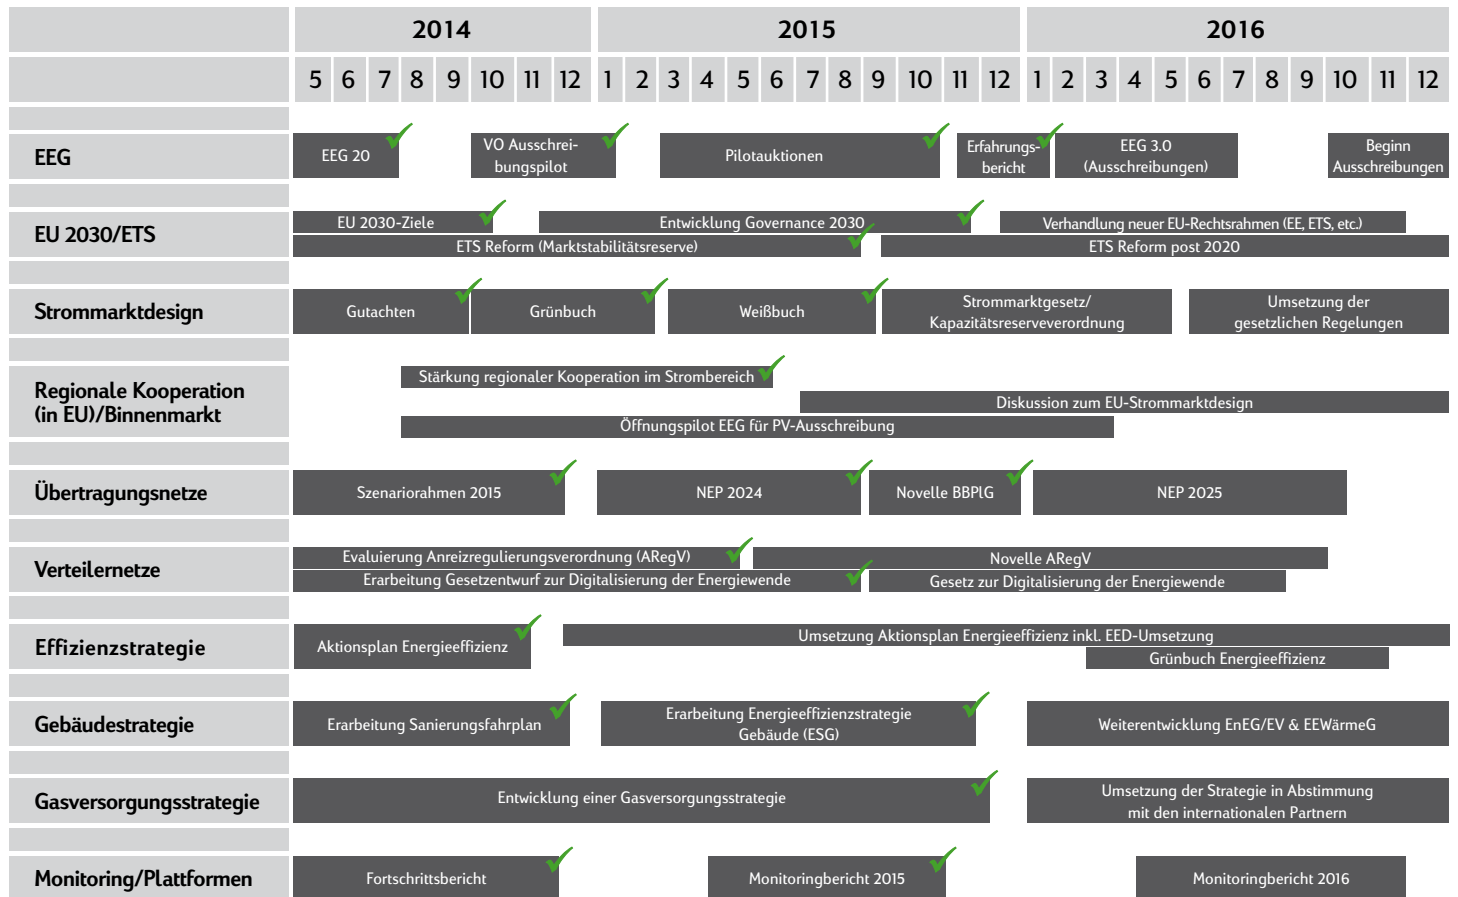 2014 2015 2016
5 6 7 8 9 10 11 12 1 2 3 4 5 6 7 8 9 10 11 12 1 2 3 4 5 6 7 8 9 10 11 12
EEG
EEG 20
VO Ausschrei-
bungspilot
Pilotauktionen
Erfahrungs-
bericht
EEG 3.0
(Ausschreibungen)
Beginn
Ausschreibungen
EU 2030/ETS
EU 2030-Ziele
Entwicklung Governance 2030
Verhandlung neuer EU-Rechtsrahmen (EE, ETS, etc.)
ETS Reform (Marktstabilitätsreserve)
ETS Reform post 2020
Strommarktdesign
Gutachten
Grünbuch
Weißbuch
Strommarktgesetz/
Kapazitätsreserveverordnung
Umsetzung der
gesetzlichen Regelungen
Regionale Kooperation
(in EU)/Binnenmarkt
Stärkung regionaler Kooperation im Strombereich
Diskussion zum EU-Strommarktdesign
Öffnungspilot EEG für PV-Ausschreibung
Übertragungsnetze
Szenariorahmen 2015
NEP 2024
Novelle BBPlG
NEP 2025
Verteilernetze
Evaluierung Anreizregulierungsverordnung (ARegV)
Novelle ARegV
Erarbeitung Gesetzentwurf zur Digitalisierung der Energiewende
Gesetz zur Digitalisierung der Energiewende
Effizienzstrategie
Aktionsplan Energieeffizienz
Umsetzung Aktionsplan Energieeffizienz inkl. EED-Umsetzung
Grünbuch Energieeffizienz
Gebäudestrategie
Erarbeitung Sanierungsfahrplan
Erarbeitung Energieeffizienzstrategie
Gebäude (ESG)
Weiterentwicklung EnEG/EV & EEWärmeG
Gasversorgungsstrategie
Entwicklung einer Gasversorgungsstrategie
Umsetzung der Strategie in Abstimmung
mit den internationalen Partnern
Monitoring/Plattformen
Fortschrittsbericht
Monitoringbericht 2015
Monitoringbericht 2016